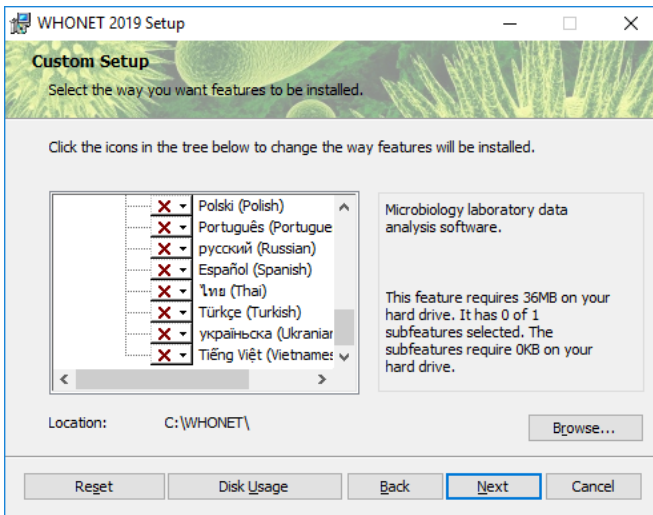 WHONET 2019 Setup
Custom Setup
Select the way you want features to be installed.
Click the icons in the tree below to change the way features will be installed.
Polski (Polish)
Português (Portugue
русский (Russian)
Español (Spanish)
ไทย (Thai)
Türkçe (Turkish)
україньска (Ukranian
Tiếng Việt (Vietnames
Microbiology laboratory data
analysis software.
This feature requires 36MB on your
hard drive. It has 0 of 1
subfeatures selected. The
subfeatures require 0KB on your
hard drive.
Location: C:\WHONET\
Browse...
Reset Disk Usage Back Next Cancel